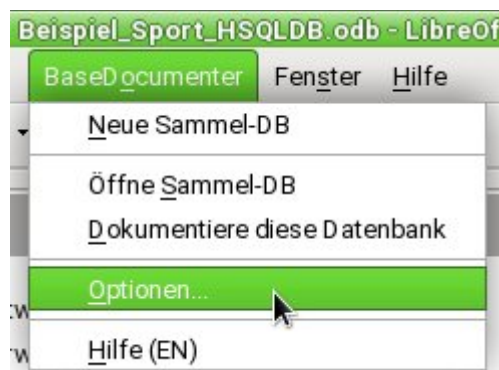 Beispiel_Sport_HSQLDB.odb - LibreOf
BaseDocumenter Fenster Hilfe
Neue Sammel-DB
Öffne Sammel-DB
Dokumentiere diese Datenbank
Optionen...
Hilfe (EN)